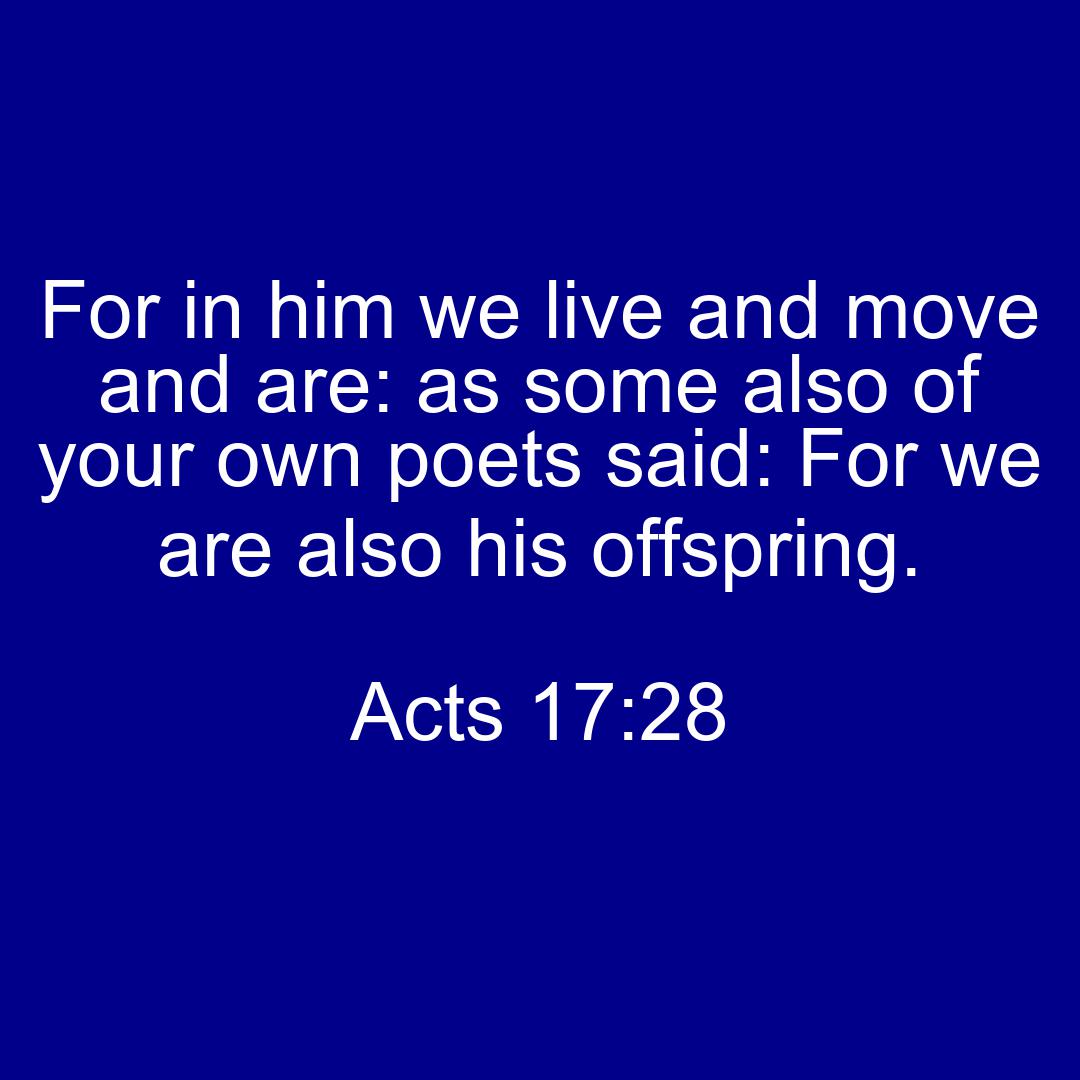 For in him we live and move
and are: as some also of
your own poets said: For we
are also his offspring.
Acts 17:28